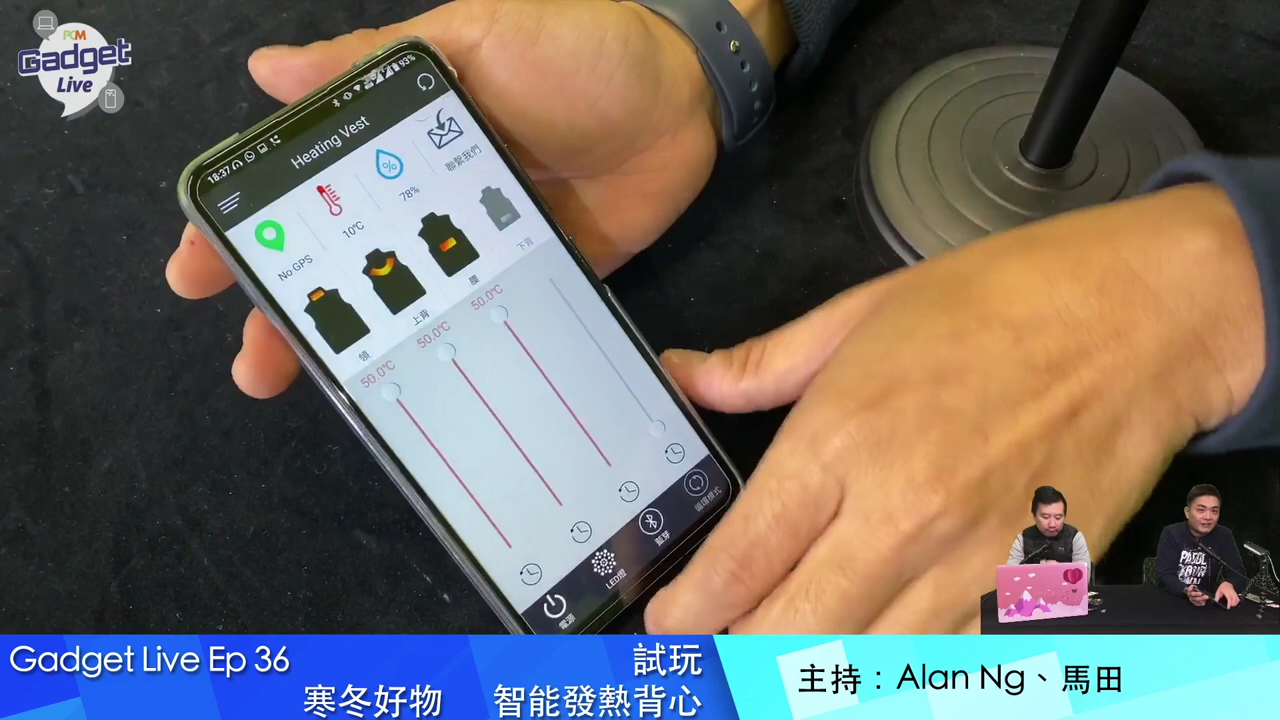 PCM
Gadget
Live
18:37
93%
Heating Vest
No GPS
10℃
78%
聯繫我們
領
上背
腰
下背
50.0℃
50.0℃
50.0℃
電源
LED燈
藍牙
循環模式
Gadget Live Ep 36
試玩
寒冬好物 智能發熱背心
主持：Alan Ng、馬田